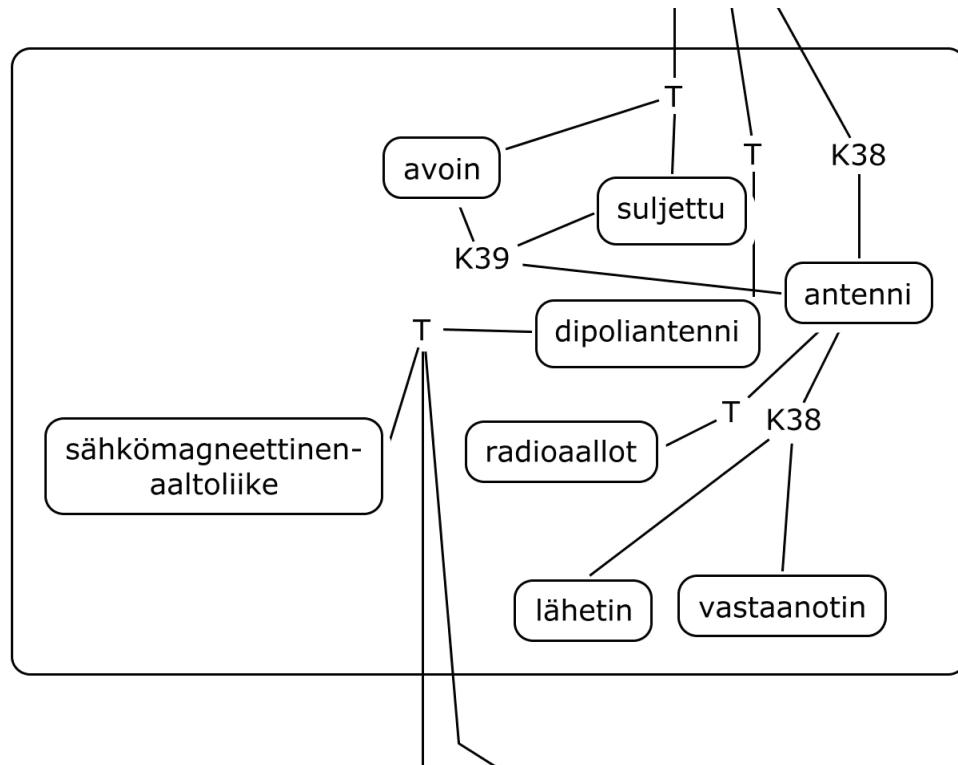 T
T
K38
avoin
suljettu
K39
antenni
T
dipoliantenni
T
K38
sähkömagneettinen-
aaltoliike
radioaallot
lähetin
vastaanotin